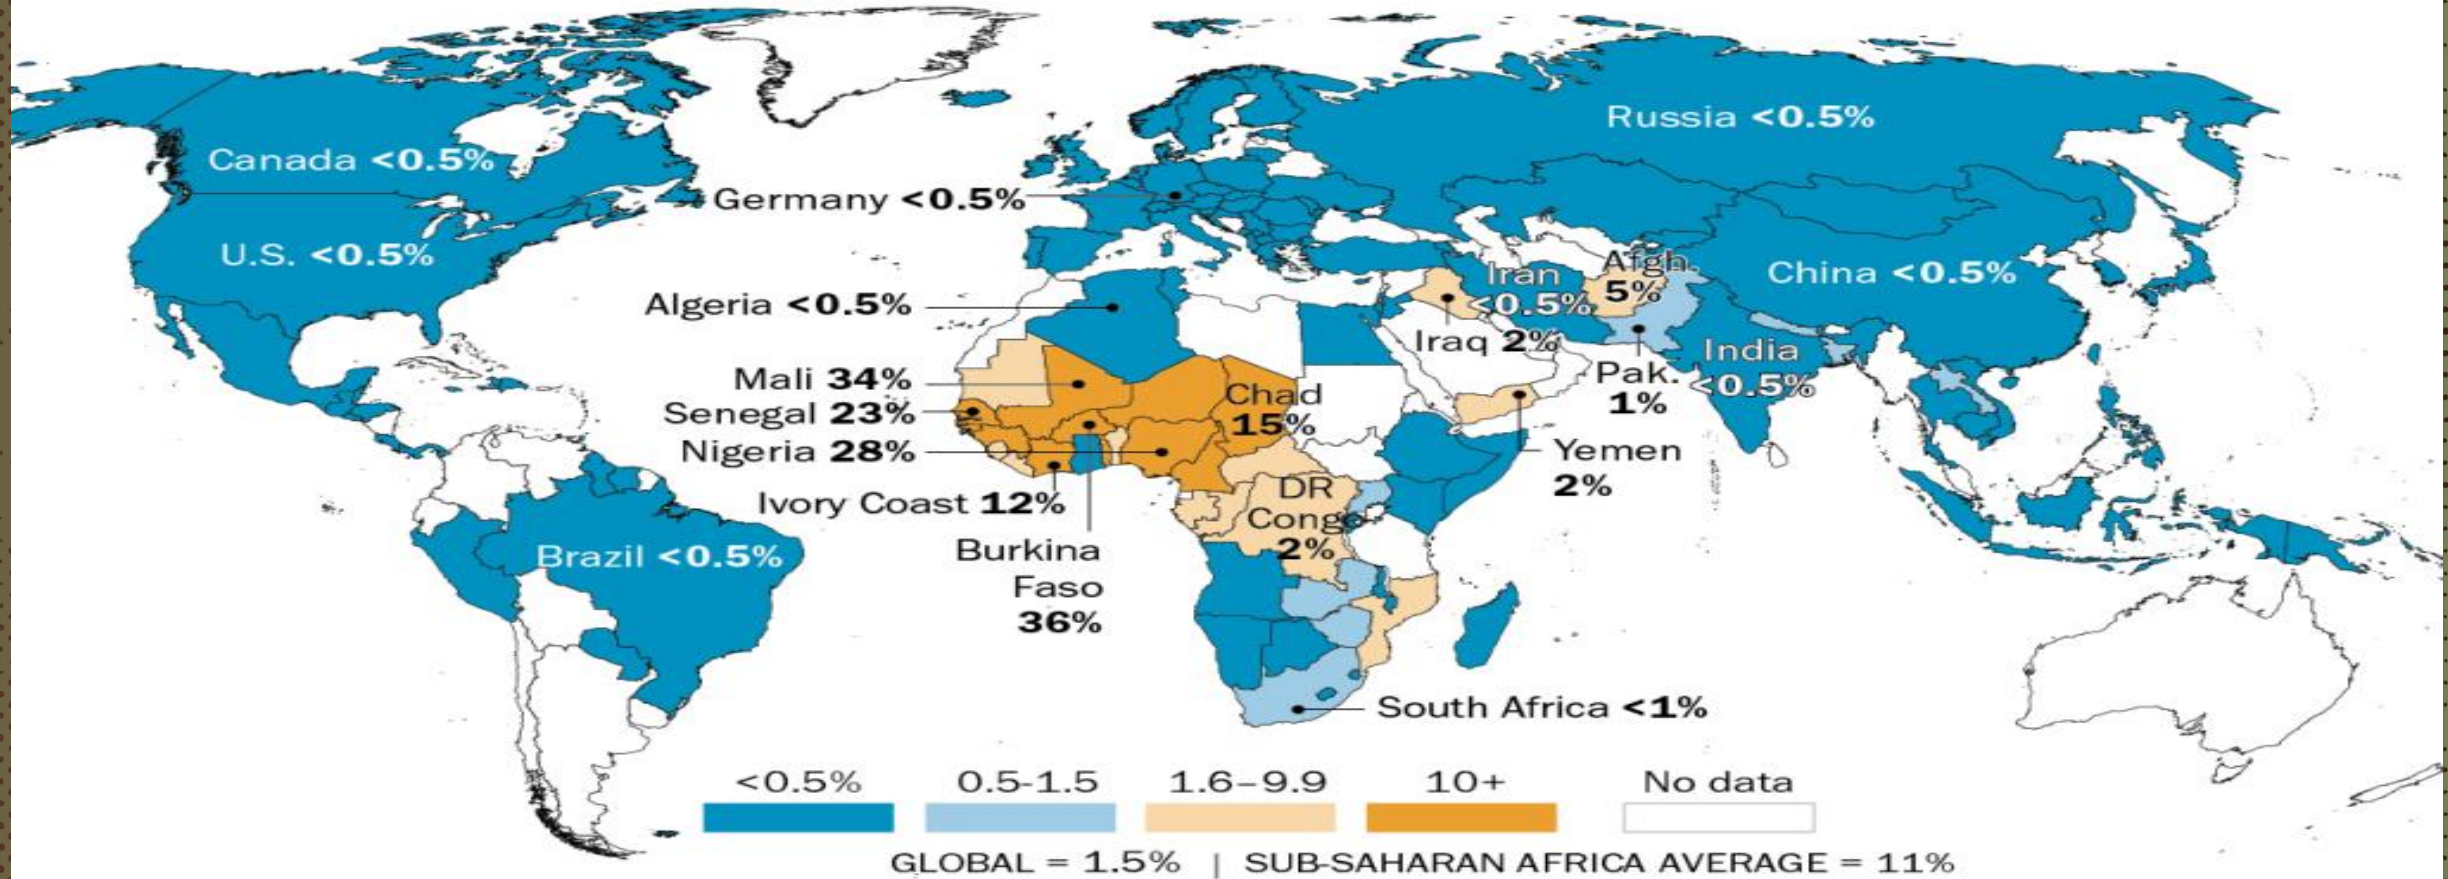 Canada <0.5%
Russia <0.5%
Germany <0.5%
U.S. <0.5%
Afgh.
5%
Iran
<0.5%
China <0.5%
Algeria <0.5%
Iraq 2%
India
<0.5%
Pak.
1%
Mali 34%
Chad
15%
Senegal 23%
Nigeria 28%
Yemen
2%
Ivory Coast 12%
DR
Congo
2%
Burkina
Faso
36%
Brazil <0.5%
South Africa <1%
<0.5%
0.5-1.5
1.6–9.9
10+
No data
GLOBAL = 1.5% | SUB-SAHARAN AFRICA AVERAGE = 11%